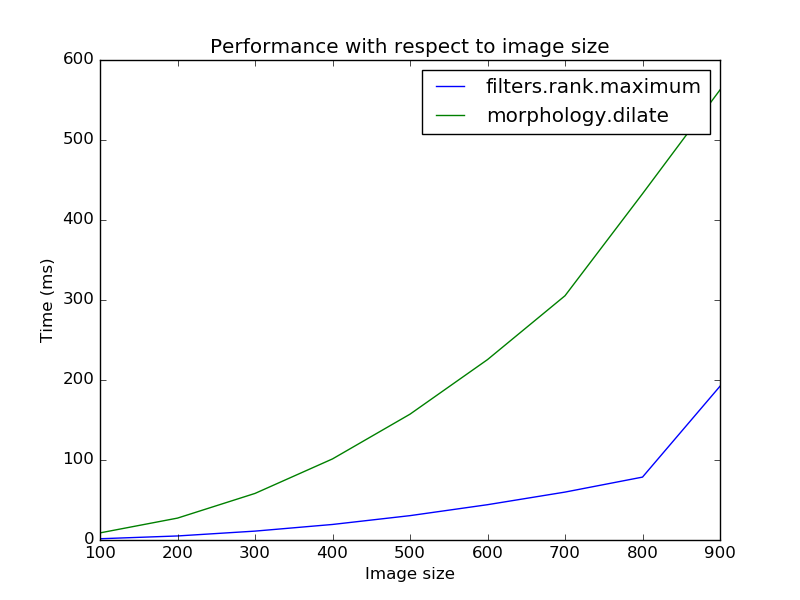 Performance with respect to image size
filters.rank.maximum
morphology.dilate
600
500
400
300
200
100
0
Time (ms)
100 200 300 400 500 600 700 800 900
Image size